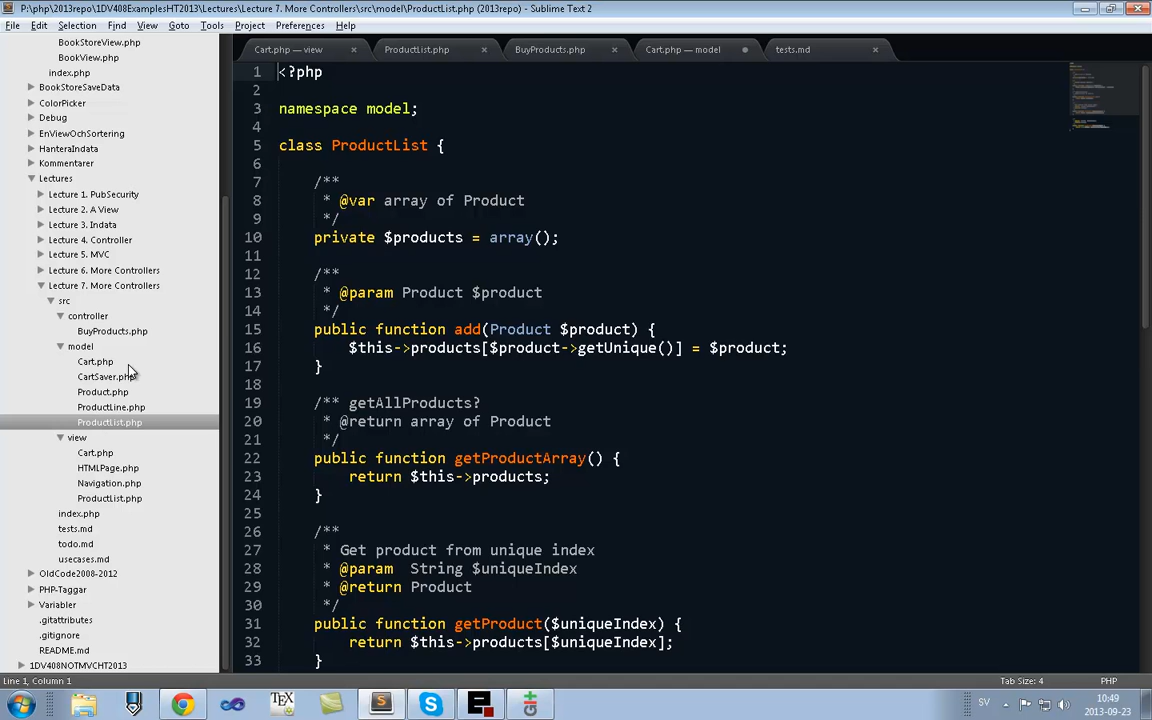 P:\php\2013repo\1DV408ExamplesHT2013\Lectures\Lecture 7. More Controllers\src\model\ProductList.php (2013repo) - Sublime Text 2
File Edit Selection Find View Goto Tools Project Preferences Help
BookStoreView.php
BookView.php
index.php
BookStoreSaveData
ColorPicker
Debug
EnViewOchSortering
HanteraIndata
Kommentarer
Lectures
Lecture 1. PubSecurity
Lecture 2. A View
Lecture 3. Indata
Lecture 4. Controller
Lecture 5. MVC
Lecture 6. More Controllers
Lecture 7. More Controllers
src
controller
BuyProducts.php
model
Cart.php
CartSaver.php
Product.php
ProductLine.php
ProductList.php
view
Cart.php
HTMLPage.php
Navigation.php
ProductList.php
index.php
tests.md
todo.md
usecases.md
OldCode2008-2012
PHP-Taggar
Variabler
.gitattributes
.gitignore
README.md
1DV408NOTMVCHT2013
Cart.php — view ProductList.php BuyProducts.php Cart.php — model tests.md
1 <?php
2
3 namespace model;
4
5 class ProductList {
6
7 /**
8 * @var array of Product
9 */
10 private $products = array();
11
12 /**
13 * @param Product $product
14 */
15 public function add(Product $product) {
16 $this->products[$product->getUnique()] = $product;
17 }
18
19 /** getAllProducts?
20 * @return array of Product
21 */
22 public function getProductArray() {
23 return $this->products;
24 }
25
26 /**
27 * Get product from unique index
28 * @param  String $uniqueIndex
29 * @return Product
30 */
31 public function getProduct($uniqueIndex) {
32 return $this->products[$uniqueIndex];
33 }
Line 1, Column 1 Tab Size: 4 PHP
SV 10:49
2013-09-23